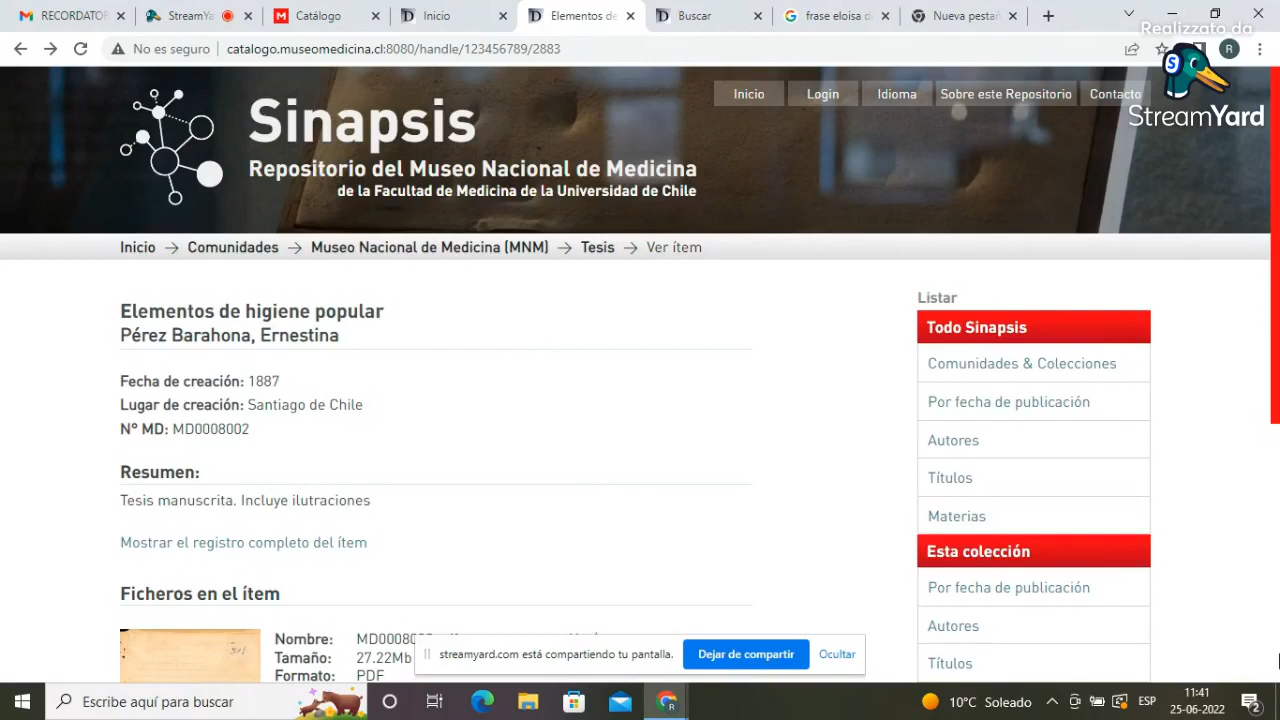 RECORDATOR
StreamYa
Catálogo
Inicio
Elementos de
Buscar
frase eloisa d
Nueva pestañ
No es seguro
catalogo.museomedicina.cl:8080/handle/123456789/2883
R
Realizzato da
StreamYard
Sinapsis
Repositorio del Museo Nacional de Medicina
de la Facultad de Medicina de la Universidad de Chile
Inicio
Login
Idioma
Sobre este Repositorio
Contacto
Inicio → Comunidades → Museo Nacional de Medicina (MNM) → Tesis → Ver ítem
Elementos de higiene popular
Pérez Barahona, Ernestina
Fecha de creación: 1887
Lugar de creación: Santiago de Chile
N° MD: MD0008002
Resumen:
Tesis manuscrita. Incluye ilutraciones
Mostrar el registro completo del ítem
Ficheros en el ítem
Nombre: MD00080
Tamaño: 27.22Mb
Formato: PDF
Listar
Todo Sinapsis
Comunidades & Colecciones
Por fecha de publicación
Autores
Títulos
Materias
Esta colección
Por fecha de publicación
Autores
Títulos
streamyard.com está compartiendo tu pantalla.
Dejar de compartir
Ocultar
Escribe aquí para buscar
10°C Soleado
ESP
11:41
25-06-2022
2